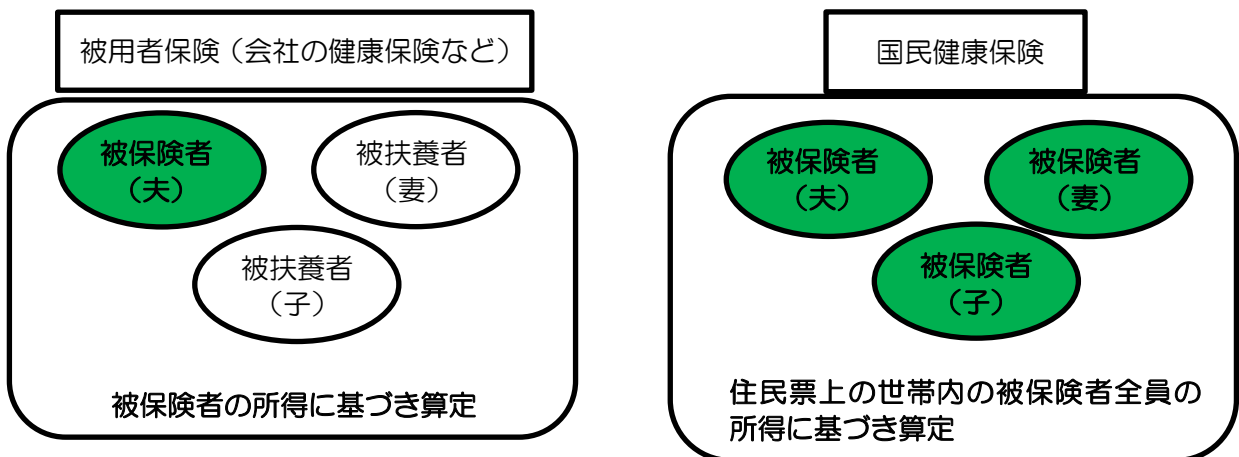 被用者保険（会社の健康保険など）
被保険者
（夫）
被扶養者
（妻）
被扶養者
（子）
被保険者の所得に基づき算定
国民健康保険
被保険者
（夫）
被保険者
（妻）
被保険者
（子）
住民票上の世帯内の被保険者全員の
所得に基づき算定